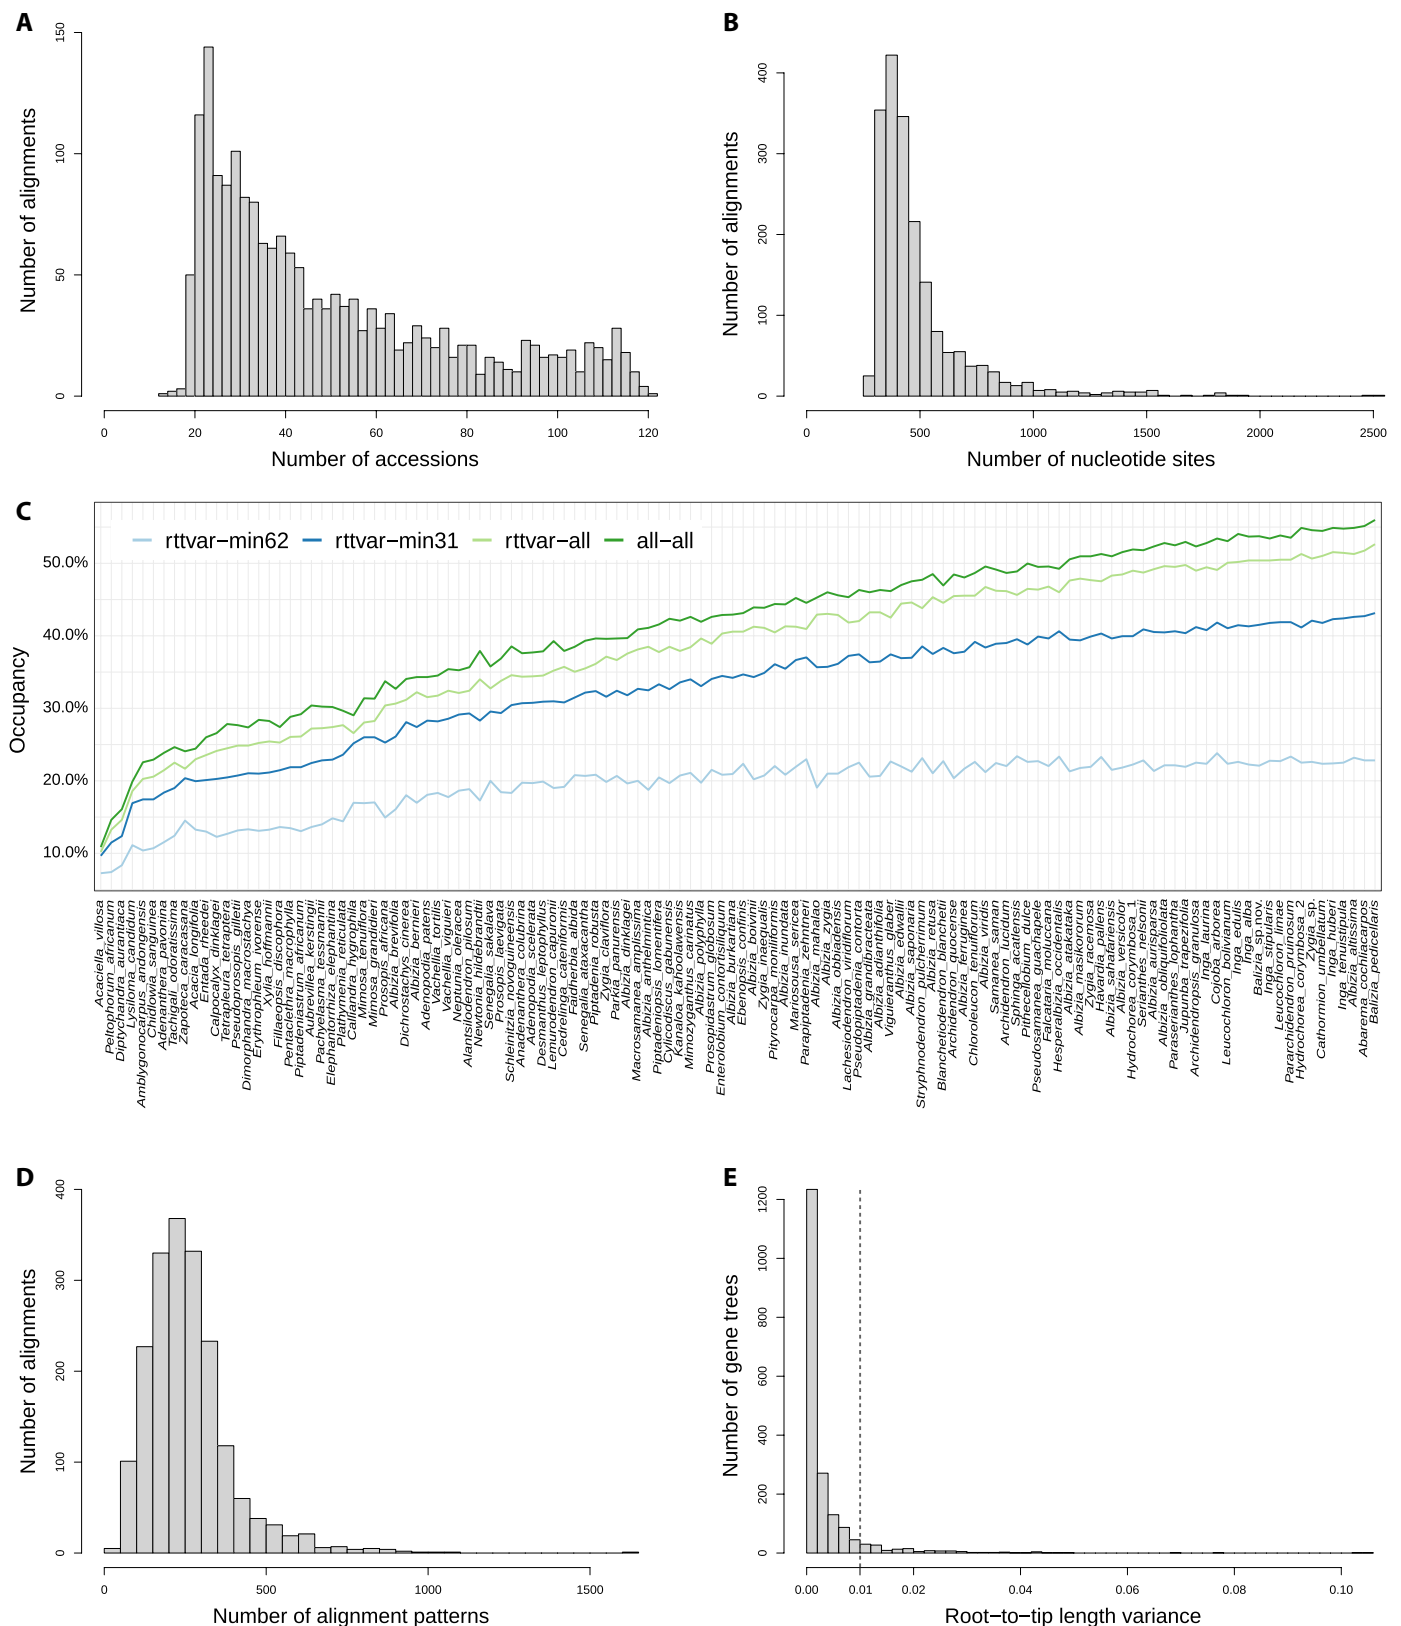 A
150
100
50
0
Number of alignments
0 20 40 60 80 100 120
Number of accessions
B
400
300
200
100
0
Number of alignments
0 500 1000 1500 2000 2500
Number of nucleotide sites
C
rttvar−min62 rttvar−min31 rttvar−all all−all
50.0%
40.0%
30.0%
20.0%
10.0%
Occupancy
Acaciella_villosa
Peltophorum_africanum
Diptychandra_aurantiaca
Lysiloma_candidum
Amblygonocarpus_andongensis
Chidlowia_sanguinea
Adenanthera_pavonina
Tachigali_odoratissima
Zapoteca_caracasana
Acacia_longifolia
Entada_rheedei
Calpocalyx_dinklagei
Tetrapleura_tetraptera
Pseudoprosopis_gilletii
Dimorphandra_macrostachya
Erythrophleum_ivorense
Xylia_hofmannii
Fillaeopsis_discophora
Pentaclethra_macrophylla
Piptadeniastrum_africanum
Aubrevillea_kerstingii
Pachyelasma_tessmannii
Elephantorrhiza_elephantina
Plathymenia_reticulata
Calliandra_hygrophila
Mimosa_tenuiflora
Mimosa_grandidieri
Prosopis_africana
Albizia_brevifolia
Dichrostachys_cinerea
Albizia_bernieri
Adenopodia_patens
Vachellia_tortilis
Vachellia_viguieri
Neptunia_oleracea
Alantsilodendron_pilosum
Newtonia_hildebrandtii
Senegalia_sakalava
Prosopis_laevigata
Schleinitzia_novoguineensis
Anadenanthera_colubrina
Adenopodia_scelerata
Desmanthus_leptophyllus
Lemurodendron_capuronii
Cedrelinga_cateniformis
Faidherbia_albida
Senegalia_ataxacantha
Piptadenia_robusta
Zygia_claviflora
Parkia_panurensis
Albizia_dinklagei
Macrosamanea_amplissima
Albizia_anthelmintica
Piptadeniopsis_lomentifera
Cylicodiscus_gabunensis
Kanaloa_kahoolawensis
Mimozyganthus_carinatus
Albizia_polyphylla
Prosopidastrum_globosum
Enterolobium_contortisiliquum
Albizia_burkartiana
Ebenopsis_confinis
Albizia_boivinii
Zygia_inaequalis
Pityrocarpa_moniliformis
Albizia_inundata
Mariosousa_sericea
Parapiptadenia_zehntneri
Albizia_mahalao
Albizia_zygia
Albizia_obbiadensis
Lachesiodendron_viridiflorum
Pseudopiptadenia_contorta
Albizia_aurisparsa
Albizia_adianthifolia
Viguieranthus_glaber
Albizia_edwallii
Albizia_saponaria
Stryphnodendron_pulcherrimum
Albizia_retusa
Blanchetiodendron_blanchetii
Archidendron_quocense
Albizia_ferruginea
Chloroleucon_tenuiflorum
Albizia_viridis
Samanea_saman
Archidendron_lucidum
Sphinga_acatlensis
Pithecellobium_dulce
Pseudosamanea_guachapele
Falcataria_moluccana
Hesperalbizia_occidentalis
Albizia_atakataka
Albizia_masikororum
Zygia_racemosa
Havardia_pallens
Albizia_sahafariensis
Albizia_versicolor
Hydrochorea_corymbosa_1
Serianthes_nelsonii
Albizia_aurisparsa
Albizia_obliquifoliolata
Paraserianthes_lophantha
Jupunba_trapezifolia
Archidendropsis_granulosa
Inga_laurina
Cojoba_arborea
Leucochloron_bolivianum
Inga_edulis
Inga_alba
Balizia_sp.nov.
Inga_stipularis
Leucochloron_limae
Pararchidendron_pruinosum
Hydrochorea_corymbosa_2
Zygia_sp.
Cathormion_umbellatum
Inga_huberi
Inga_tenuistipula
Albizia_altissima
Abarema_cochliacarpos
Balizia_pedicellaris
D
400
300
200
100
0
Number of alignments
0 500 1000 1500
Number of alignment patterns
E
1200
1000
800
600
400
200
0
Number of gene trees
0.00 0.01 0.02 0.04 0.06 0.08 0.10
Root−to−tip length variance